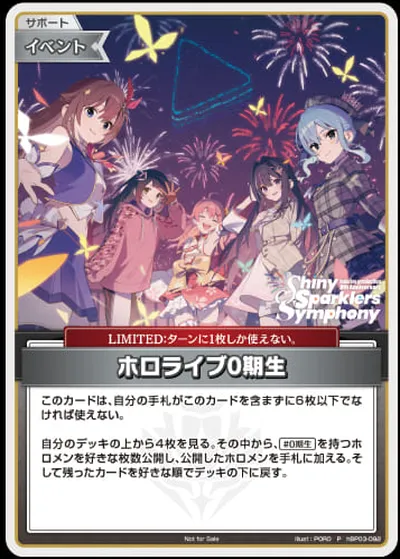 サポート
イベント
Shiny
Sparklers
Symphony
LIMITED:ターンに1枚しか使えない。
ホロライブ0期生
このカードは、自分の手札がこのカードを含まずに6枚以下でな
ければ使えない。
自分のデッキの上から4枚を見る。その中から、#0期生を持つホ
ロメンを好きな枚数公開し、公開したホロメンを手札に加える。そ
して残ったカードを好きな順でデッキの下に戻す。
Not for Sale
illust : PORO P hBP03-090